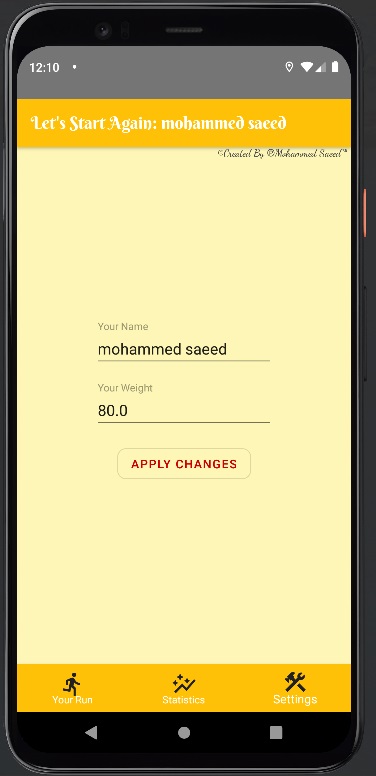 12:10
Let's Start Again: mohammed saeed
©Created By ©Mohammed Saeed™
Your Name
mohammed saeed
Your Weight
80.0
APPLY CHANGES
Your Run
Statistics
Settings